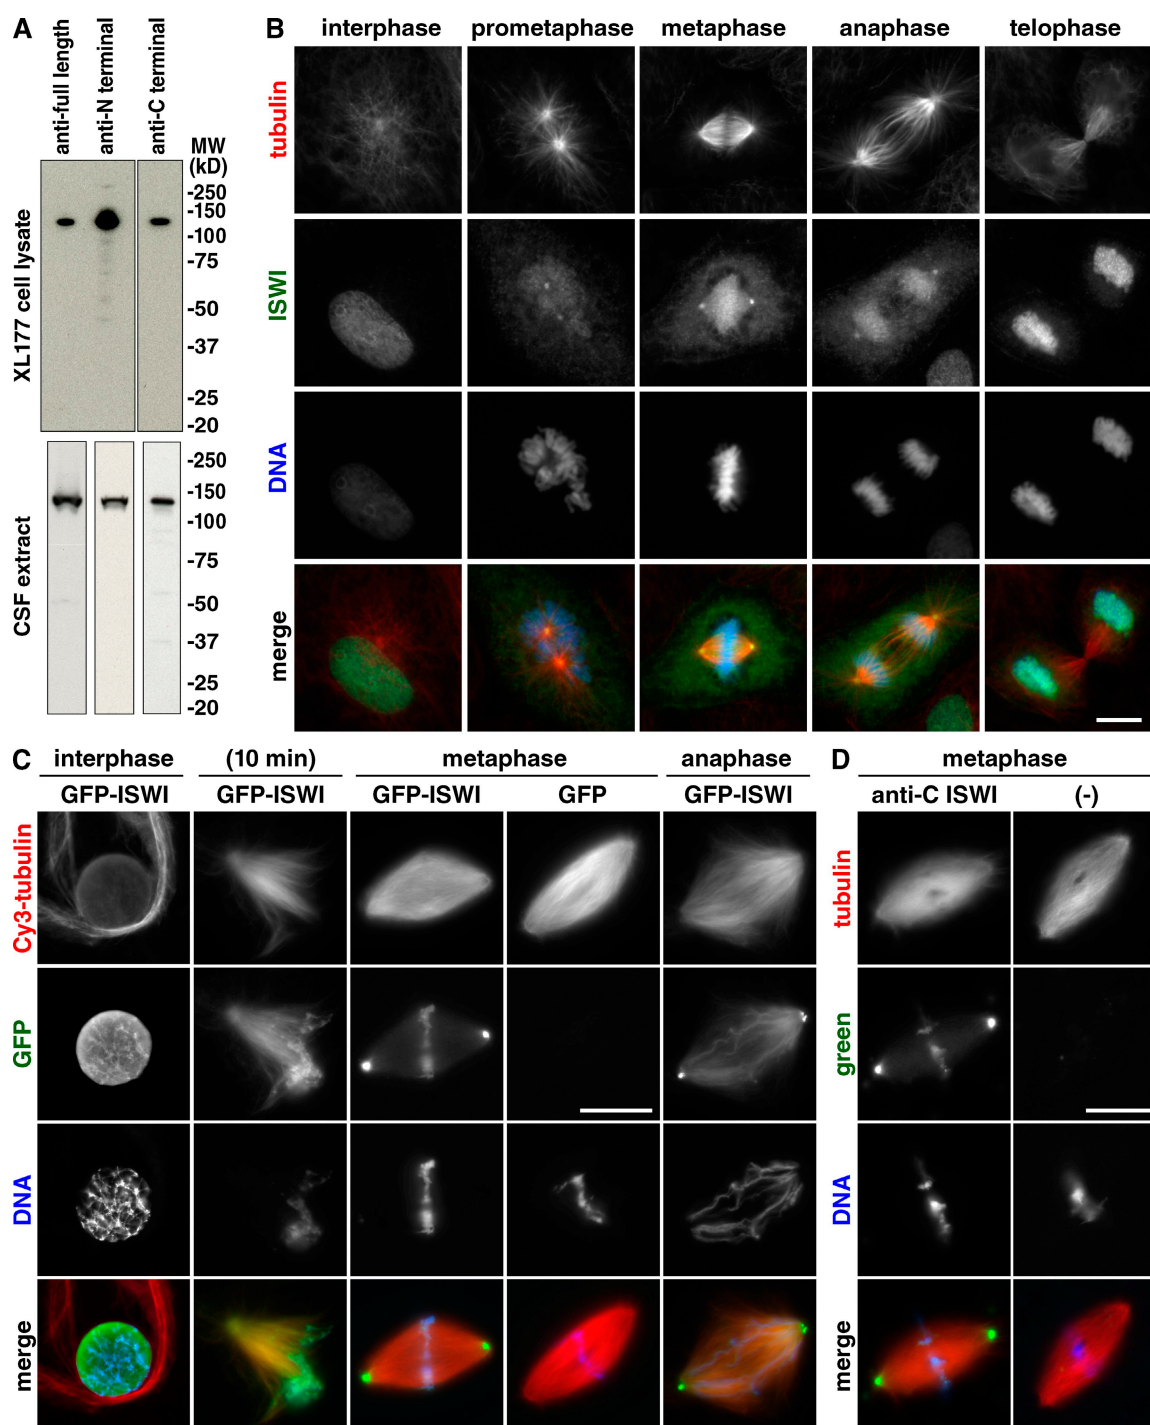 A
anti-full length
anti-N terminal
anti-C terminal
MW
(kD)
XL177 cell lysate
-250
-150
-100
-75
-50
-37
-25
-20
CSF extract
-250
-150
-100
-75
-50
-37
-25
-20
B
interphase prometaphase metaphase anaphase telophase
tubulin
ISWI
DNA
merge
C
interphase (10 min) metaphase anaphase
GFP-ISWI GFP-ISWI GFP-ISWI GFP GFP-ISWI
Cy3-tubulin
GFP
DNA
merge
D
metaphase
anti-C ISWI (-)
tubulin
green
DNA
merge